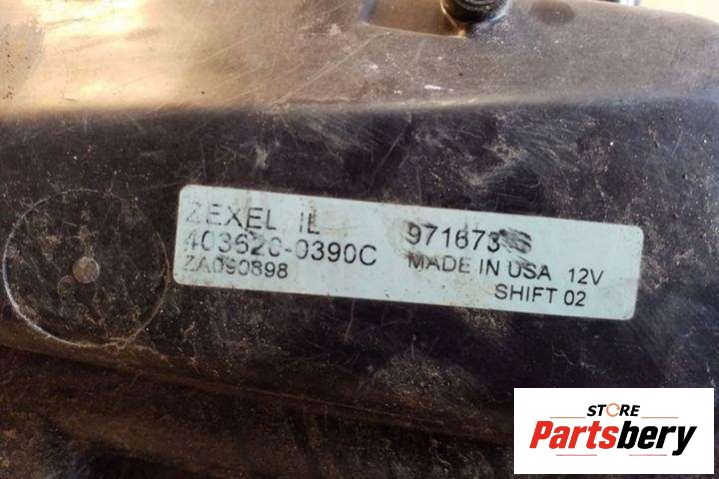 ZEXEL IL
403620-0390C
ZA090898
MADE IN USA 12V
SHIFT 02
STORE
Partsbery